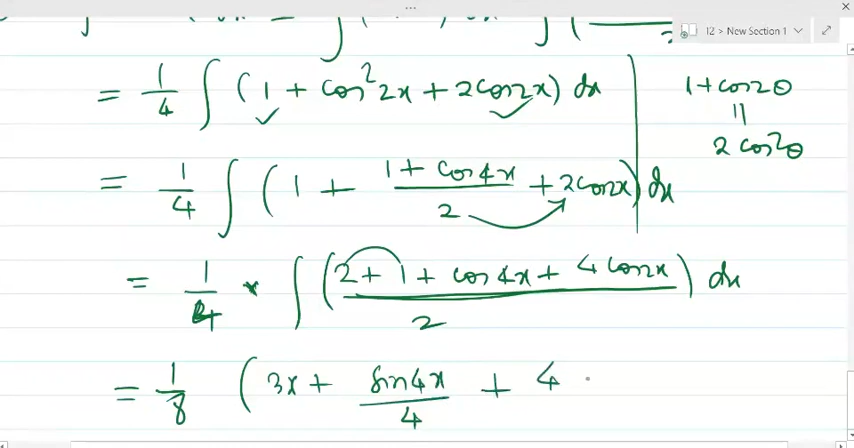 12 > New Section 1
= 1/4 ∫ (1 + cos²2x + 2cos2x) dx
1+cos2θ
=
2cos²θ
= 1/4 ∫ (1 + (1 + cos4x)/2 + 2cos2x) dx
= 1/4 * ∫ (2 + 1 + cos4x + 4cos2x)/2 dx
= 1/8 (3x + sin4x/4 + 4